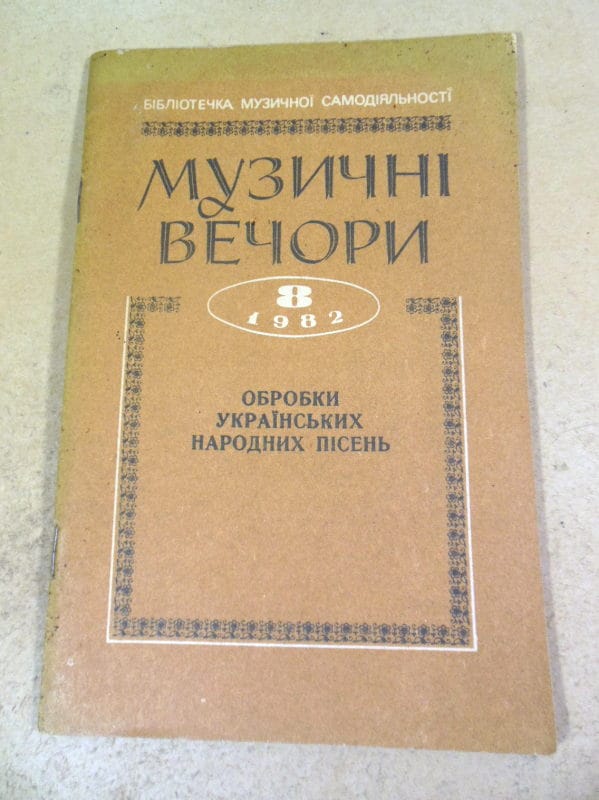 БІБЛІОТЕЧКА МУЗИЧНОЇ САМОДІЯЛЬНОСТІ
МУЗИЧНІ
ВЕЧОРИ
8
1982
ОБРОБКИ
УКРАЇНСЬКИХ
НАРОДНИХ ПІСЕНЬ